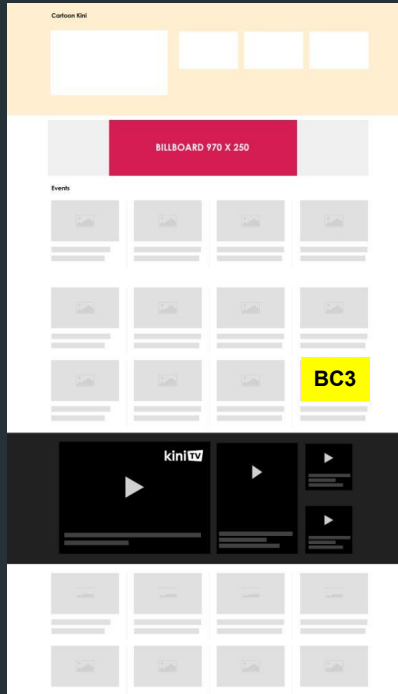 Cartoon Kini
BILLBOARD 970 X 250
Events
BC3
kiniTV